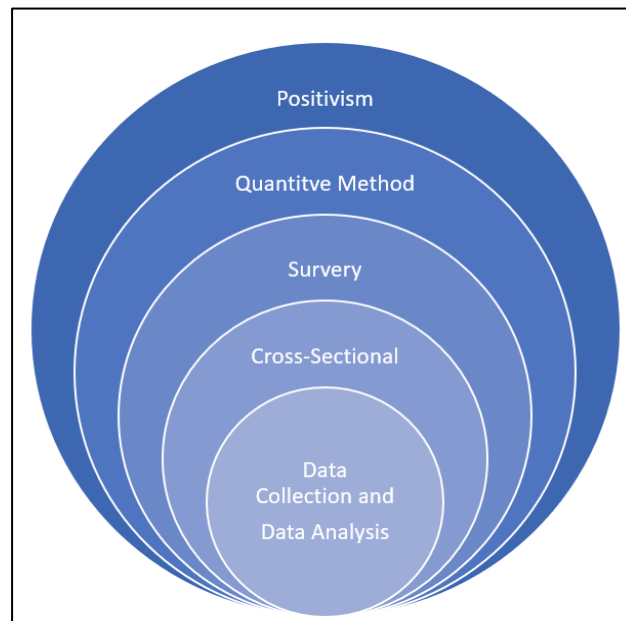 Positivism
Quantitve Method
Survery
Cross-Sectional
Data
Collection and
Data Analysis